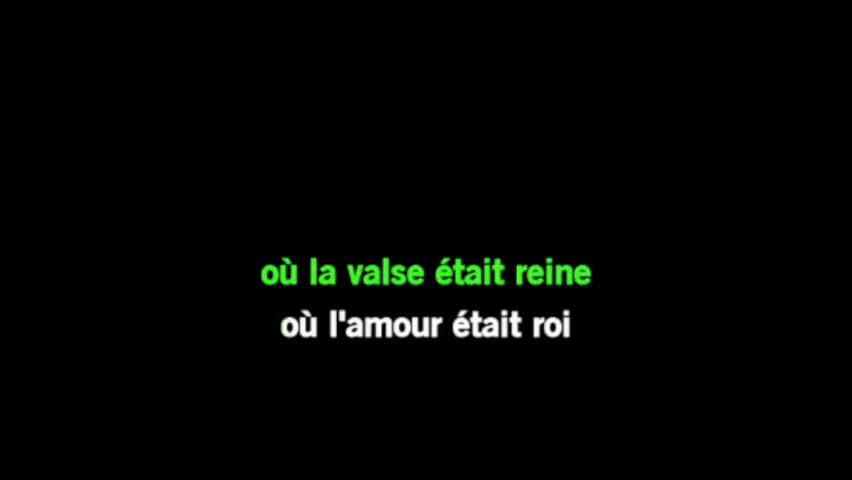 où la valse était reine
où l'amour était roi